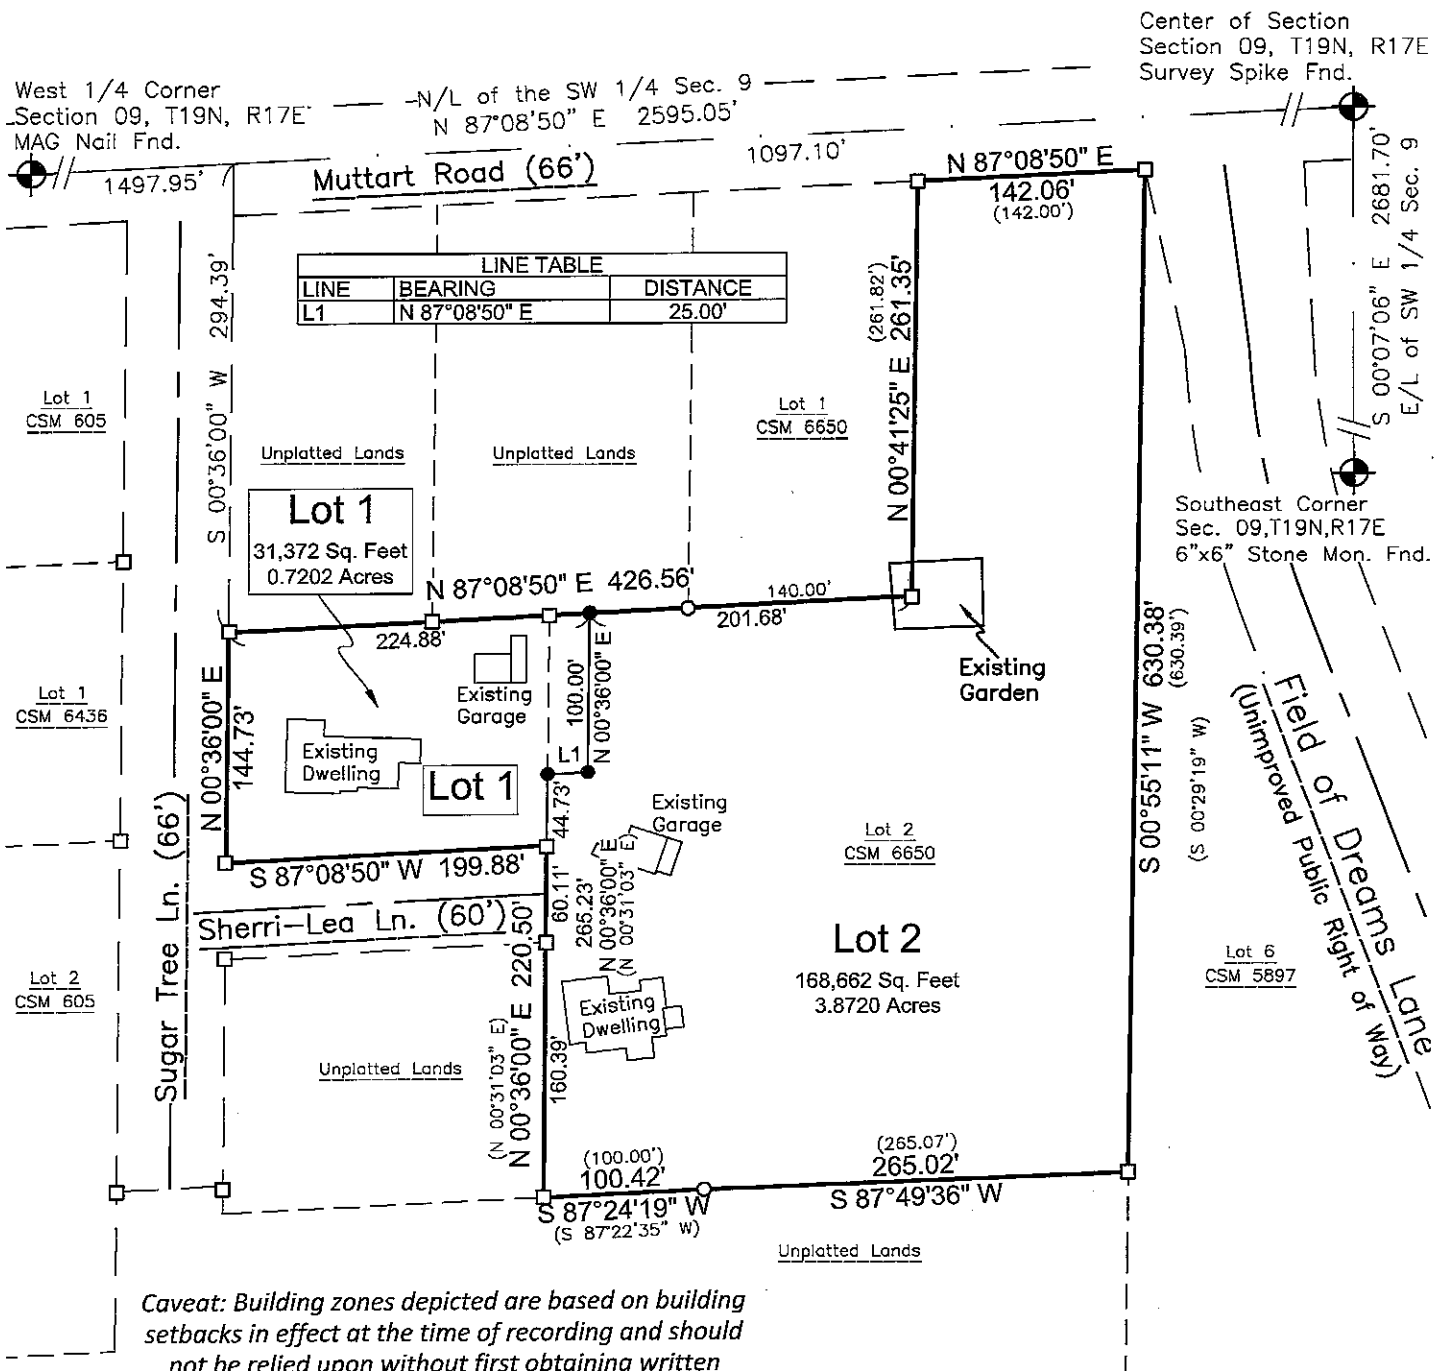 Center of Section
Section 09, T19N, R17E
Survey Spike Fnd.
West 1/4 Corner
Section 09, T19N, R17E
MAG Nail Fnd.
N/L of the SW 1/4 Sec. 9
N 87°08'50" E 2595.05'
1497.95'
1097.10'
Muttart Road (66')
N 87°08'50" E
142.06'
(142.00')
S 00°07'06" E 2681.70'
E/L of SW 1/4 Sec. 9
LINE TABLE
LINE BEARING DISTANCE
L1 N 87°08'50" E 25.00'
S 00°36'00" W 294.39'
(261.82')
N 00°41'25" E 261.35'
Lot 1
CSM 605
Lot 1
CSM 6650
Unplatted Lands
Unplatted Lands
Lot 1
31,372 Sq. Feet
0.7202 Acres
Southeast Corner
Sec. 09,T19N,R17E
6"x6" Stone Mon. Fnd.
N 87°08'50" E 426.56'
140.00'
224.88'
201.68'
Existing
Garden
Existing
Garage
100.00'
N 00°36'00" E
N 00°36'00" E
144.73'
Lot 1
CSM 6436
Existing
Dwelling
Lot 1
L1
44.73'
S 00°55'11" W 630.38'
(630.39")
(S 00°29'19" W)
Field of Dreams Lane
(Unimproved Public Right of Way)
Existing
Garage
Lot 2
CSM 6650
S 87°08'50" W 199.88'
Sugar Tree Ln. (66')
Sherri-Lea Ln. (60')
60.11'
265.23'
N 00°36'00" E
(N 00°31'03" E)
Lot 2
168,662 Sq. Feet
3.8720 Acres
Lot 2
CSM 605
Lot 6
CSM 5897
Existing
Dwelling
(N 00°31'03" E)
N 00°36'00" E 220.50'
160.39'
Unplatted Lands
(100.00')
100.42'
S 87°24'19" W
(S 87°22'35" W)
(265.07')
265.02'
S 87°49'36" W
Unplatted Lands
Caveat: Building zones depicted are based on building
setbacks in effect at the time of recording and should
not be relied upon without first obtaining written